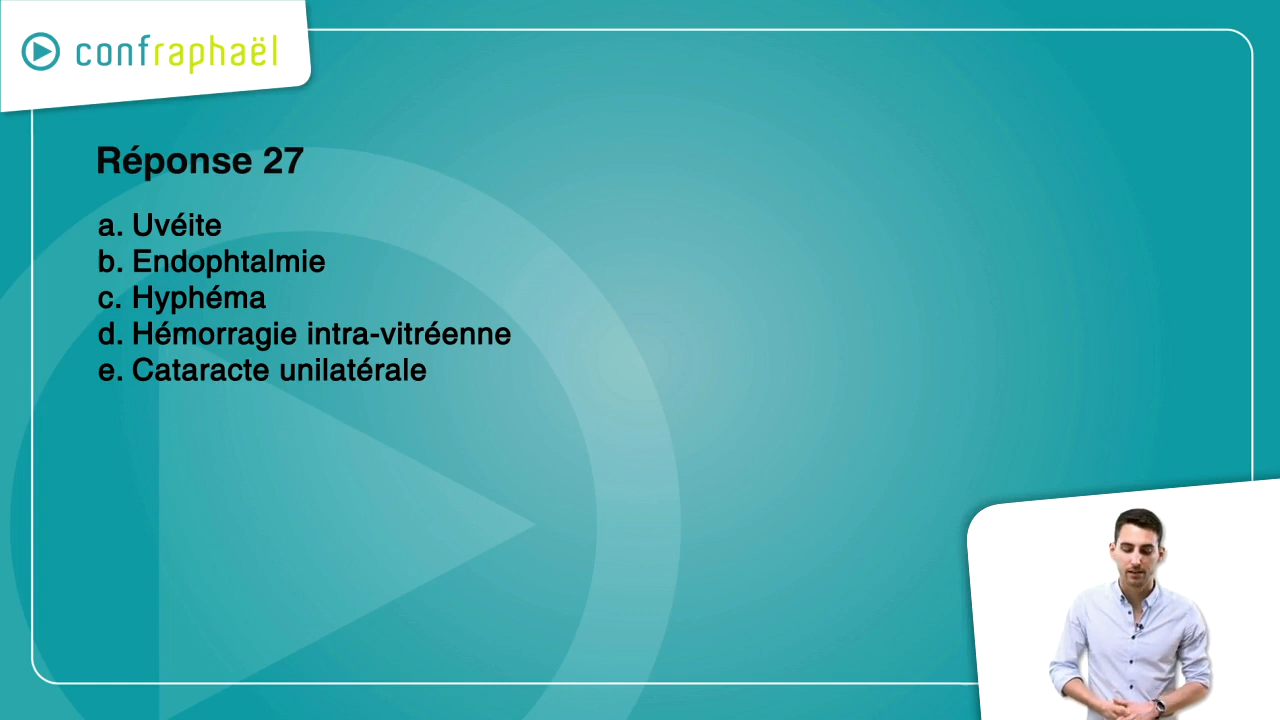 confraphaël
Réponse 27
a. Uvéite
b. Endophtalmie
c. Hyphéma
d. Hémorragie intra-vitréenne
e. Cataracte unilatérale